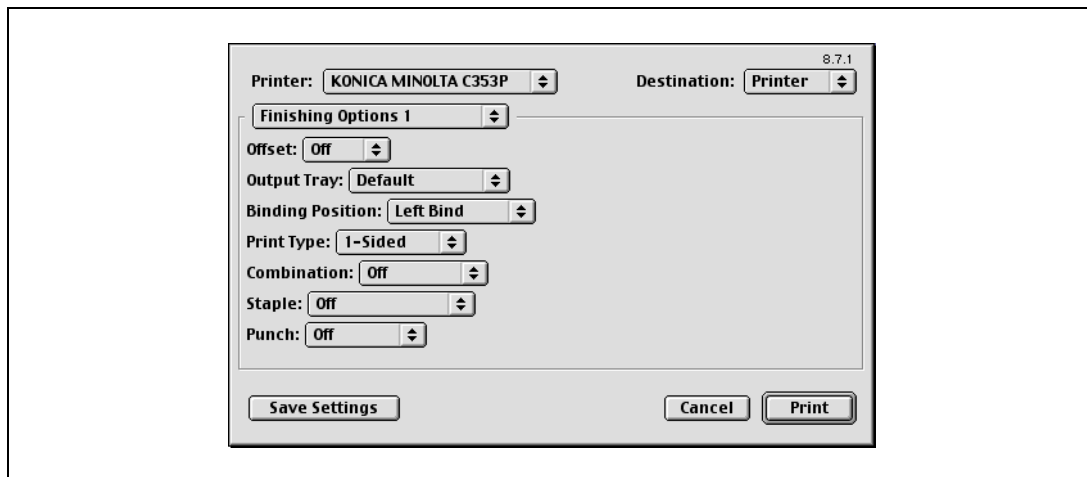 8.7.1
Printer: KONICA MINOLTA C353P Destination: Printer
Finishing Options 1
Offset: Off
Output Tray: Default
Binding Position: Left Bind
Print Type: 1-Sided
Combination: Off
Staple: Off
Punch: Off
Save Settings Cancel Print